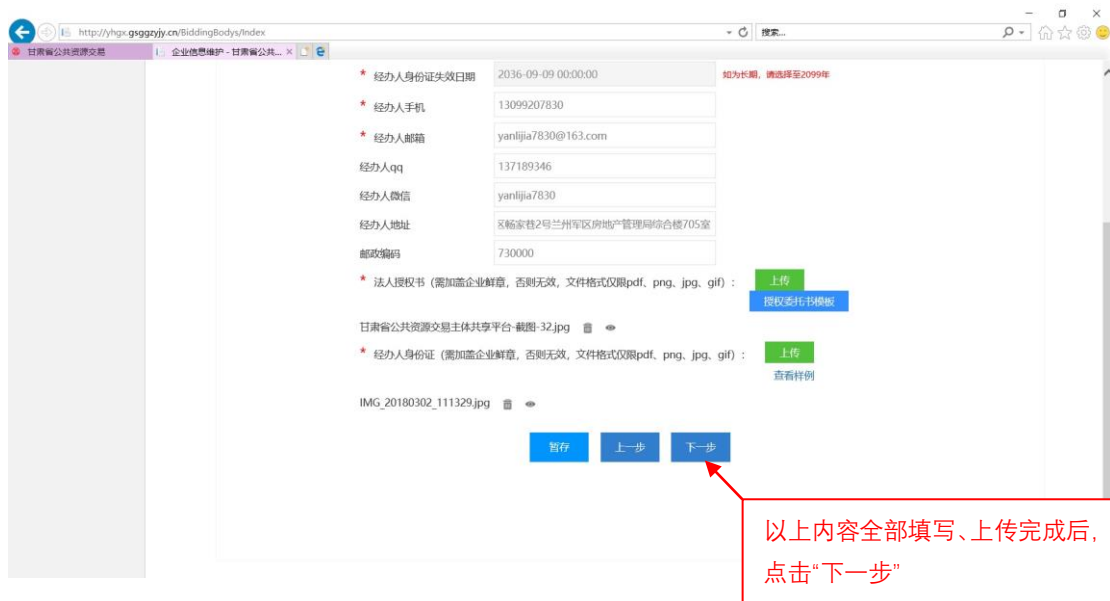 http://yhgx.gsggzyjy.cn/BiddingBodys/Index
搜索...
甘肃省公共资源交易
企业信息维护 - 甘肃省公共...
* 经办人身份证失效日期 2036-09-09 00:00:00 如为长期，请选择至2099年
* 经办人手机 13099207830
* 经办人邮箱 yanlijia7830@163.com
经办人qq 137189346
经办人微信 yanlijia7830
经办人地址 区畅家巷2号兰州军区房地产管理局综合楼705室
邮政编码 730000
* 法人授权书（需加盖企业鲜章，否则无效，文件格式仅限pdf、png、jpg、gif）： 上传
授权委托书模板
甘肃省公共资源交易主体共享平台-截图-32.jpg
* 经办人身份证（需加盖企业鲜章，否则无效，文件格式仅限pdf、png、jpg、gif）： 上传
查看样例
IMG_20180302_111329.jpg
暂存 上一步 下一步
以上内容全部填写、上传完成后，
点击“下一步”